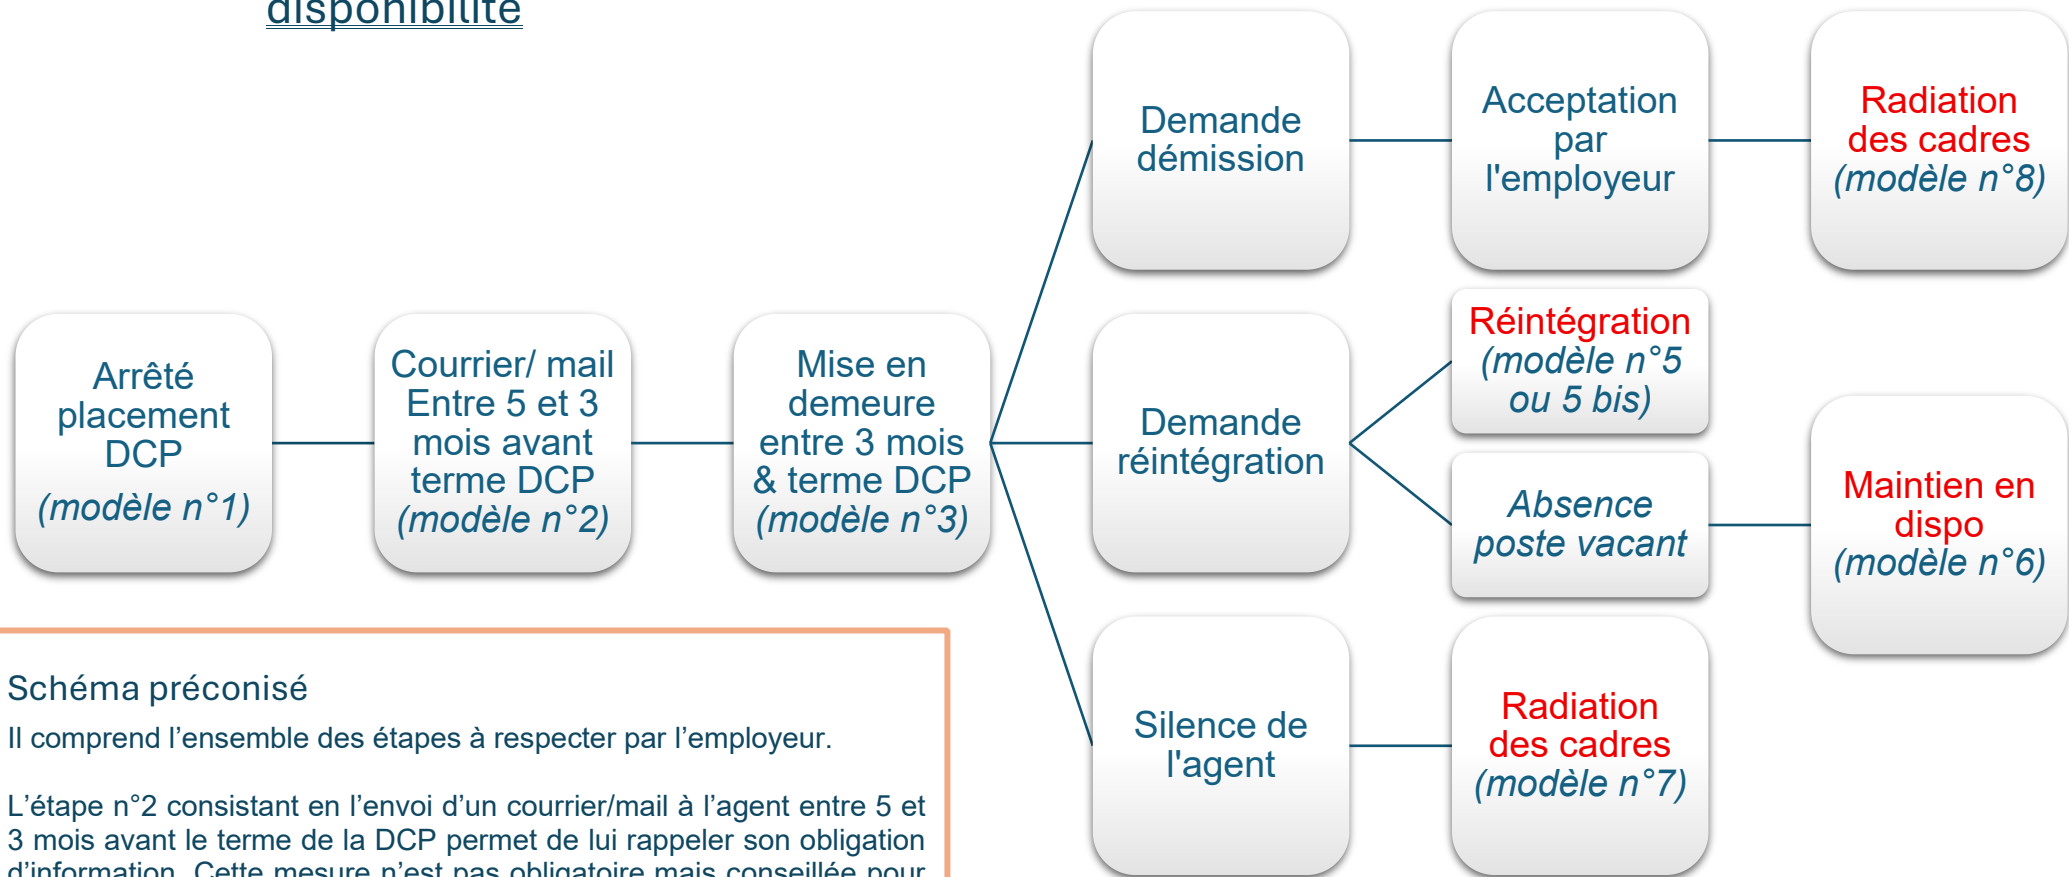 disponibilité
Arrêté
placement
DCP
(modèle n°1)
Courrier/ mail
Entre 5 et 3
mois avant
terme DCP
(modèle n°2)
Mise en
demeure
entre 3 mois
& terme DCP
(modèle n°3)
Demande
démission
Acceptation
par
l'employeur
Radiation
des cadres
(modèle n°8)
Demande
réintégration
Réintégration
(modèle n°5
ou 5 bis)
Absence
poste vacant
Maintien en
dispo
(modèle n°6)
Silence de
l'agent
Radiation
des cadres
(modèle n°7)
Schéma préconisé
Il comprend l’ensemble des étapes à respecter par l’employeur.
L’étape n°2 consistant en l’envoi d’un courrier/mail à l’agent entre 5 et
3 mois avant le terme de la DCP permet de lui rappeler son obligation
d’information. Cette mesure n’est pas obligatoire mais conseillée pour